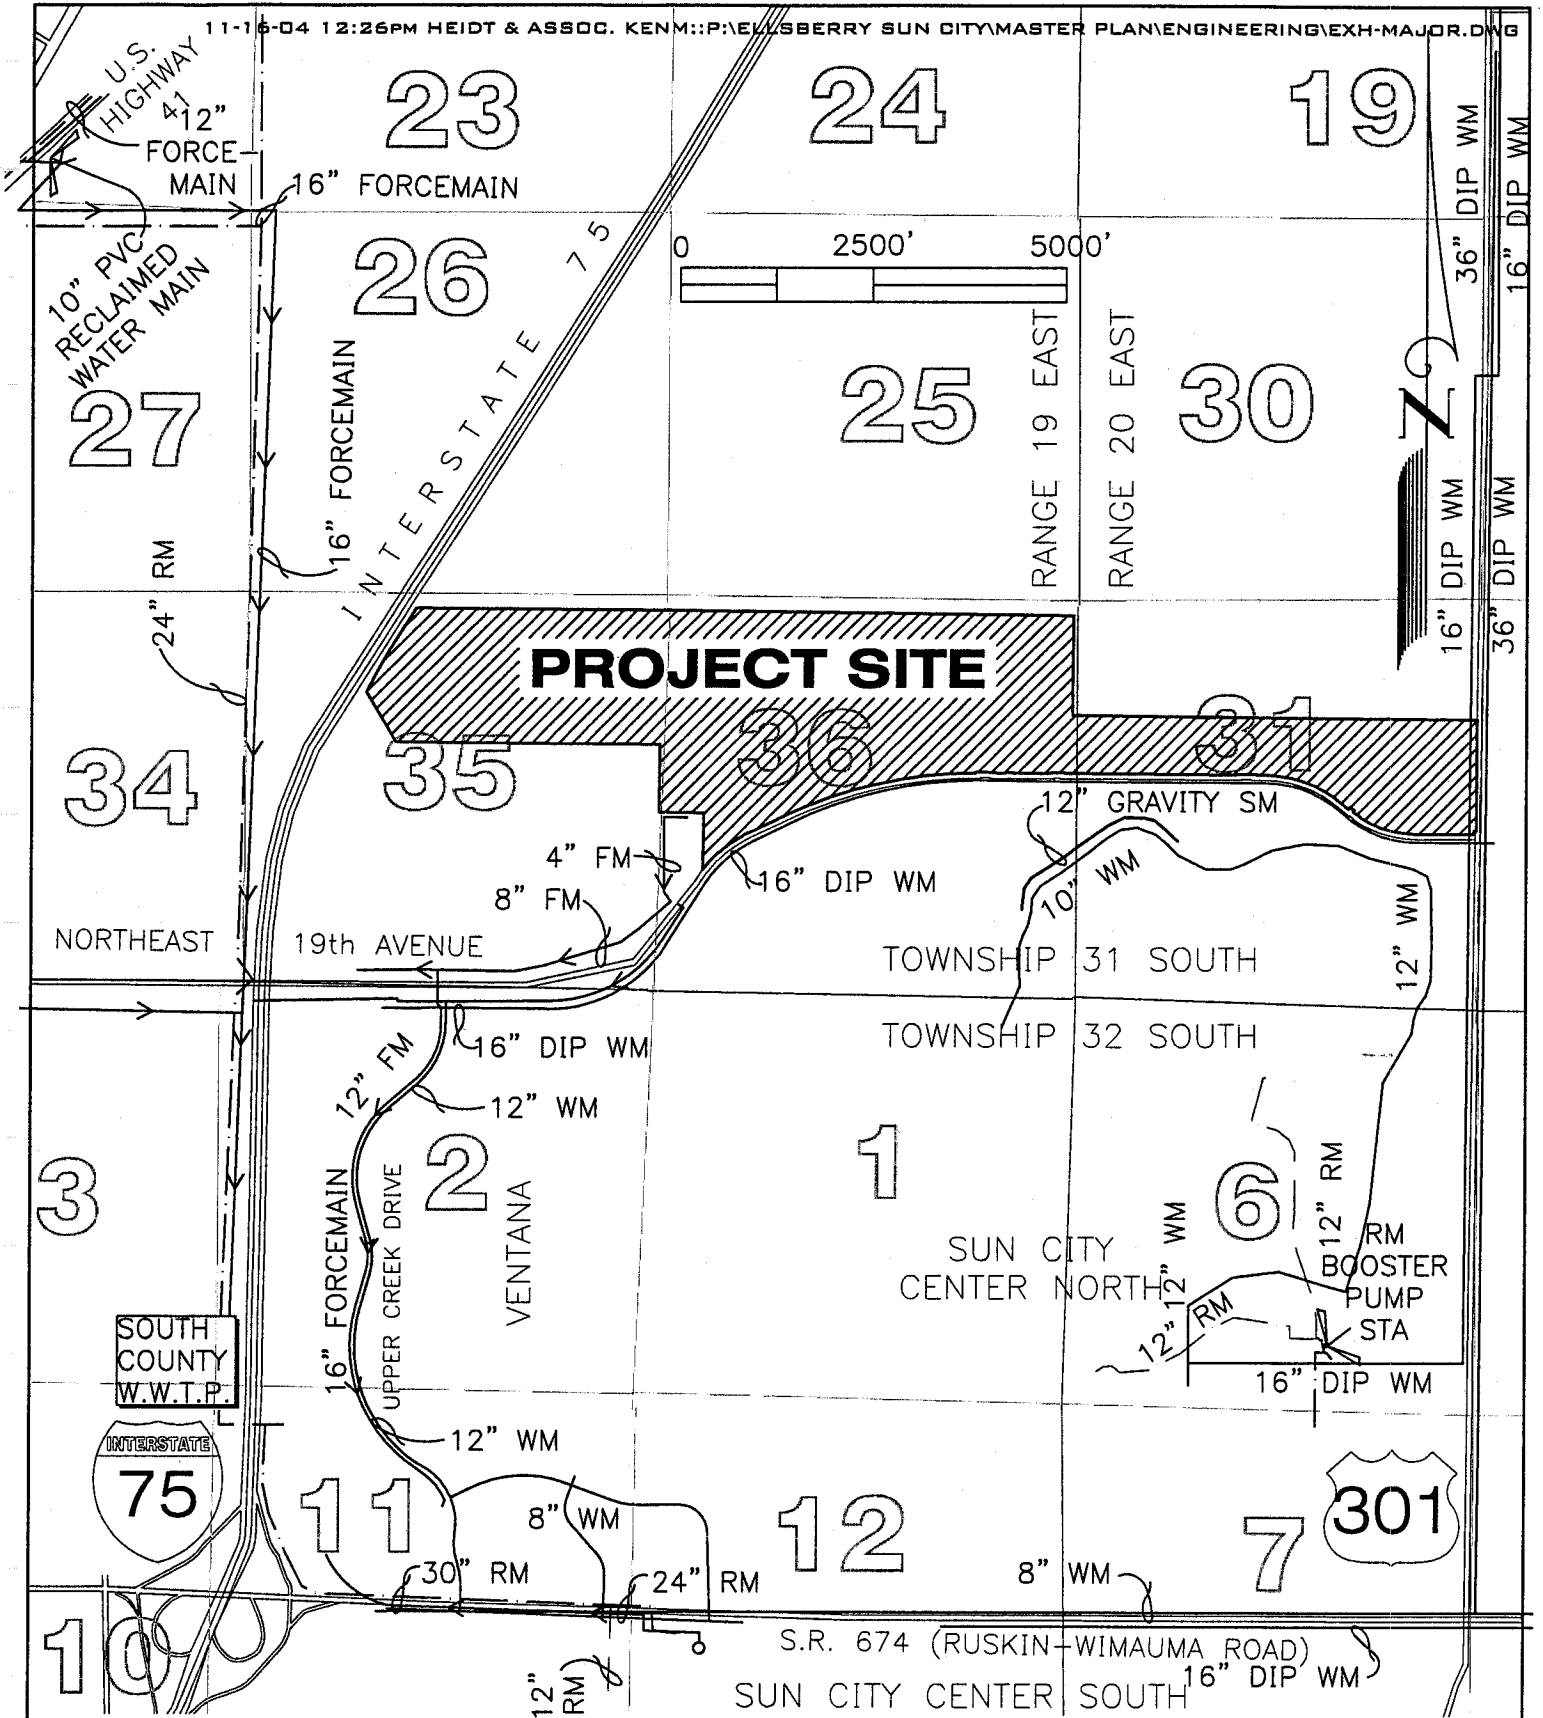 11-16-04 12:26PM HEIDT & ASSOC. KENM::P:\ELLSBERRY SUN CITY\MASTER PLAN\ENGINEERING\EXH-MAJOR.DWG
U.S.
HIGHWAY
41
12"
FORCE
MAIN
23
24
19
16" FORCEMAIN
36" DIP WM
16" DIP WM
10" PVC
RECLAIMED
WATER MAIN
26
INTERSTATE 75
0 2500' 5000'
27
16" FORCEMAIN
25
RANGE 19 EAST
RANGE 20 EAST
30
N
24" RM
16" DIP WM
36" DIP WM
PROJECT SITE
34
35
36
31
12" GRAVITY SM
4" FM
16" DIP WM
10" WM
8" FM
12" WM
NORTHEAST 19th AVENUE
TOWNSHIP 31 SOUTH
TOWNSHIP 32 SOUTH
16" DIP WM
12" FM
12" WM
3
2
1
6
16" FORCEMAIN
UPPER CREEK DRIVE
VENTANA
12" WM
12" RM
SUN CITY
CENTER NORTH
RM
BOOSTER
PUMP
STA
12" RM
SOUTH
COUNTY
W.W.T.P.
16" DIP WM
INTERSTATE
75
12" WM
11
8" WM
12
7
301
30" RM
24" RM
8" WM
10
S.R. 674 (RUSKIN-WIMAUMA ROAD)
12"
RM
16" DIP WM
SUN CITY CENTER SOUTH